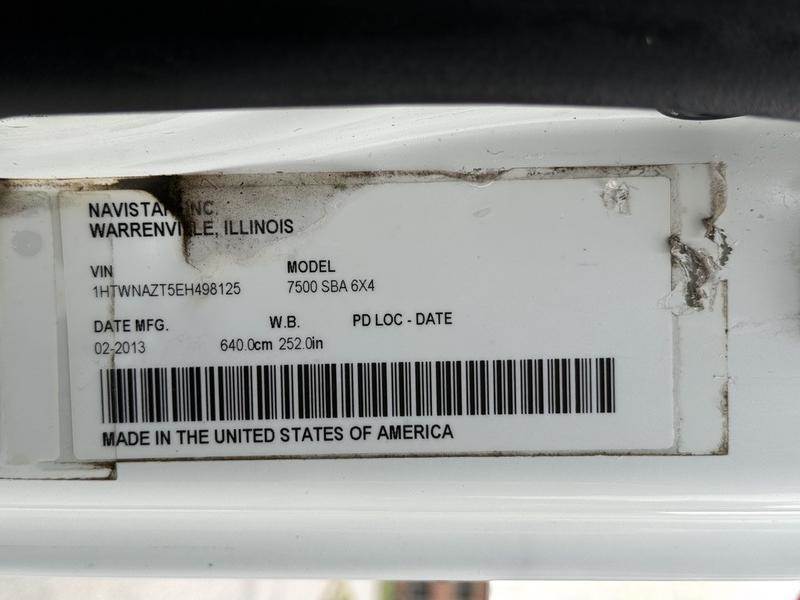 NAVISTAR INC
WARRENVILLE, ILLINOIS
VIN MODEL
1HTWNAZT5EH498125 7500 SBA 6X4
DATE MFG. W.B. PD LOC - DATE
02-2013 640.0cm 252.0in
MADE IN THE UNITED STATES OF AMERICA